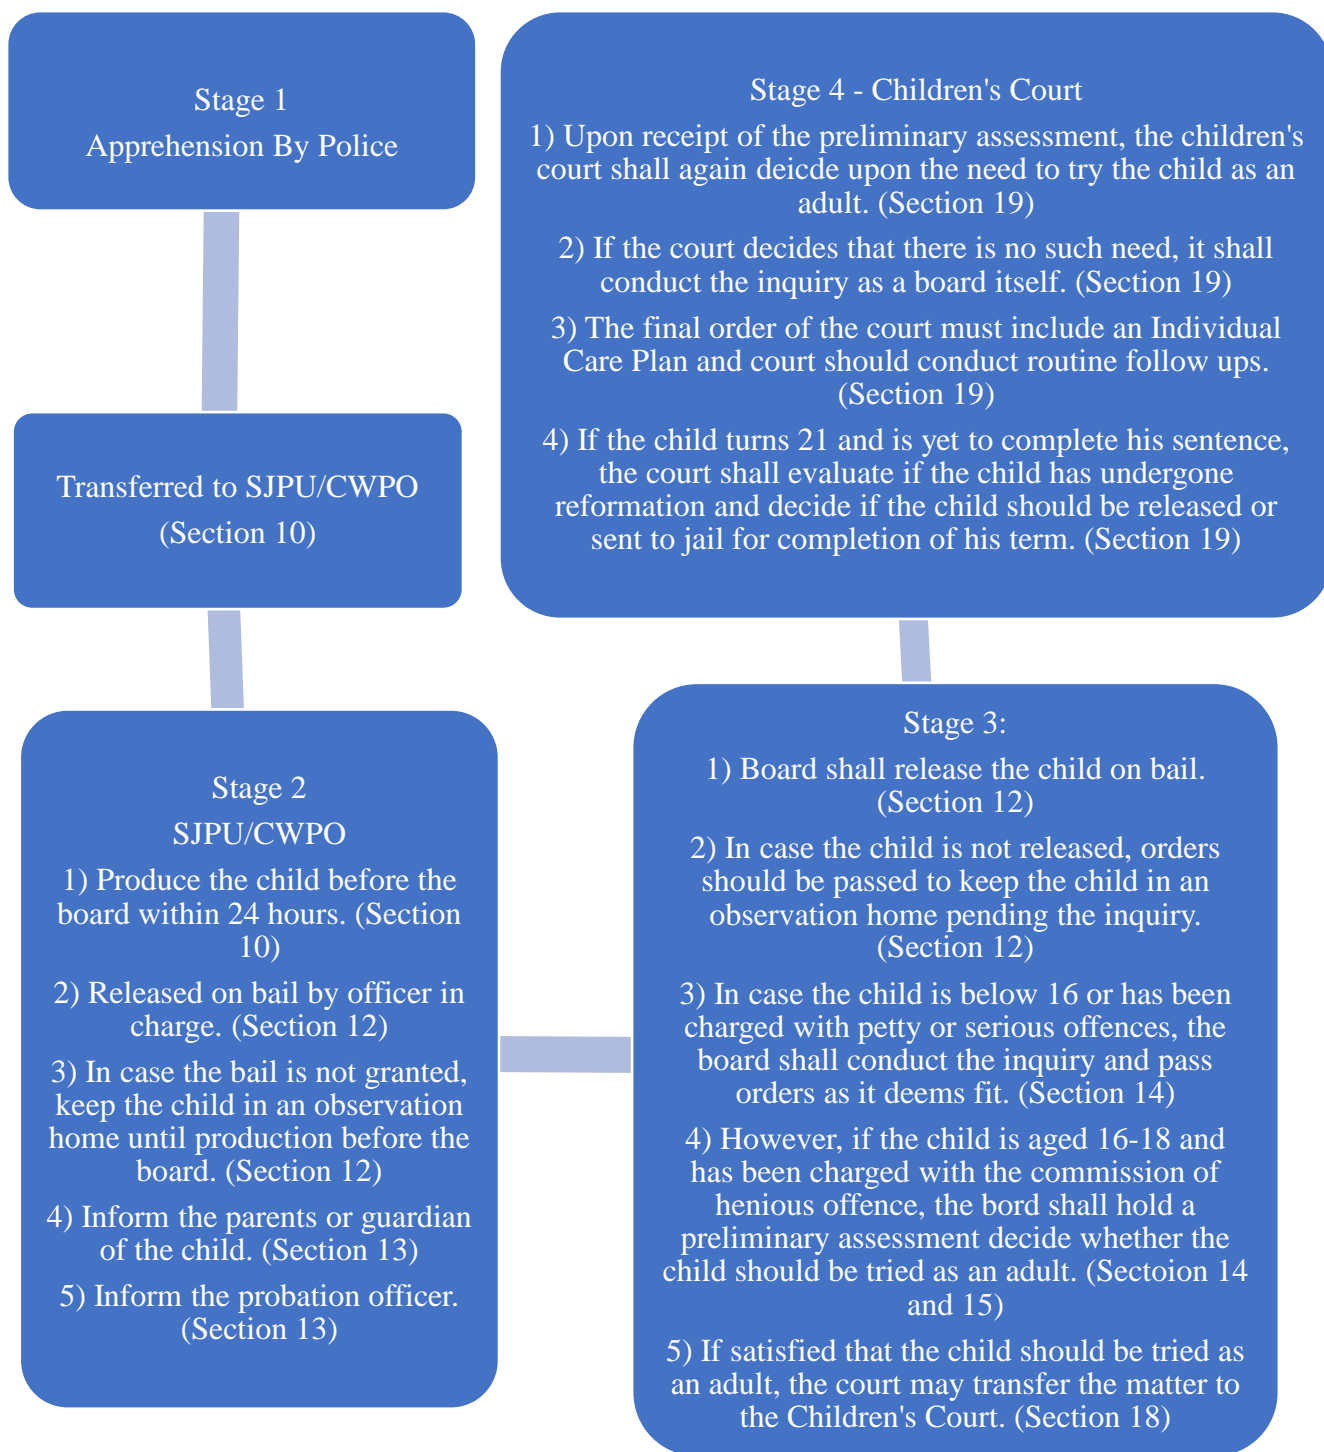 Stage 1
Apprehension By Police
Transferred to SJPU/CWPO
(Section 10)
Stage 2
SJPU/CWPO
1) Produce the child before the
board within 24 hours. (Section
10)
2) Released on bail by officer in
charge. (Section 12)
3) In case the bail is not granted,
keep the child in an observation
home until production before the
board. (Section 12)
4) Inform the parents or guardian
of the child. (Section 13)
5) Inform the probation officer.
(Section 13)
Stage 3:
1) Board shall release the child on bail.
(Section 12)
2) In case the child is not released, orders
should be passed to keep the child in an
observation home pending the inquiry.
(Section 12)
3) In case the child is below 16 or has been
charged with petty or serious offences, the
board shall conduct the inquiry and pass
orders as it deems fit. (Section 14)
4) However, if the child is aged 16-18 and
has been charged with the commission of
henious offence, the bord shall hold a
preliminary assessment decide whether the
child should be tried as an adult. (Sectoion 14
and 15)
5) If satisfied that the child should be tried as
an adult, the court may transfer the matter to
the Children's Court. (Section 18)
Stage 4 - Children's Court
1) Upon receipt of the preliminary assessment, the children's
court shall again deicde upon the need to try the child as an
adult. (Section 19)
2) If the court decides that there is no such need, it shall
conduct the inquiry as a board itself. (Section 19)
3) The final order of the court must include an Individual
Care Plan and court should conduct routine follow ups.
(Section 19)
4) If the child turns 21 and is yet to complete his sentence,
the court shall evaluate if the child has undergone
reformation and decide if the child should be released or
sent to jail for completion of his term. (Section 19)